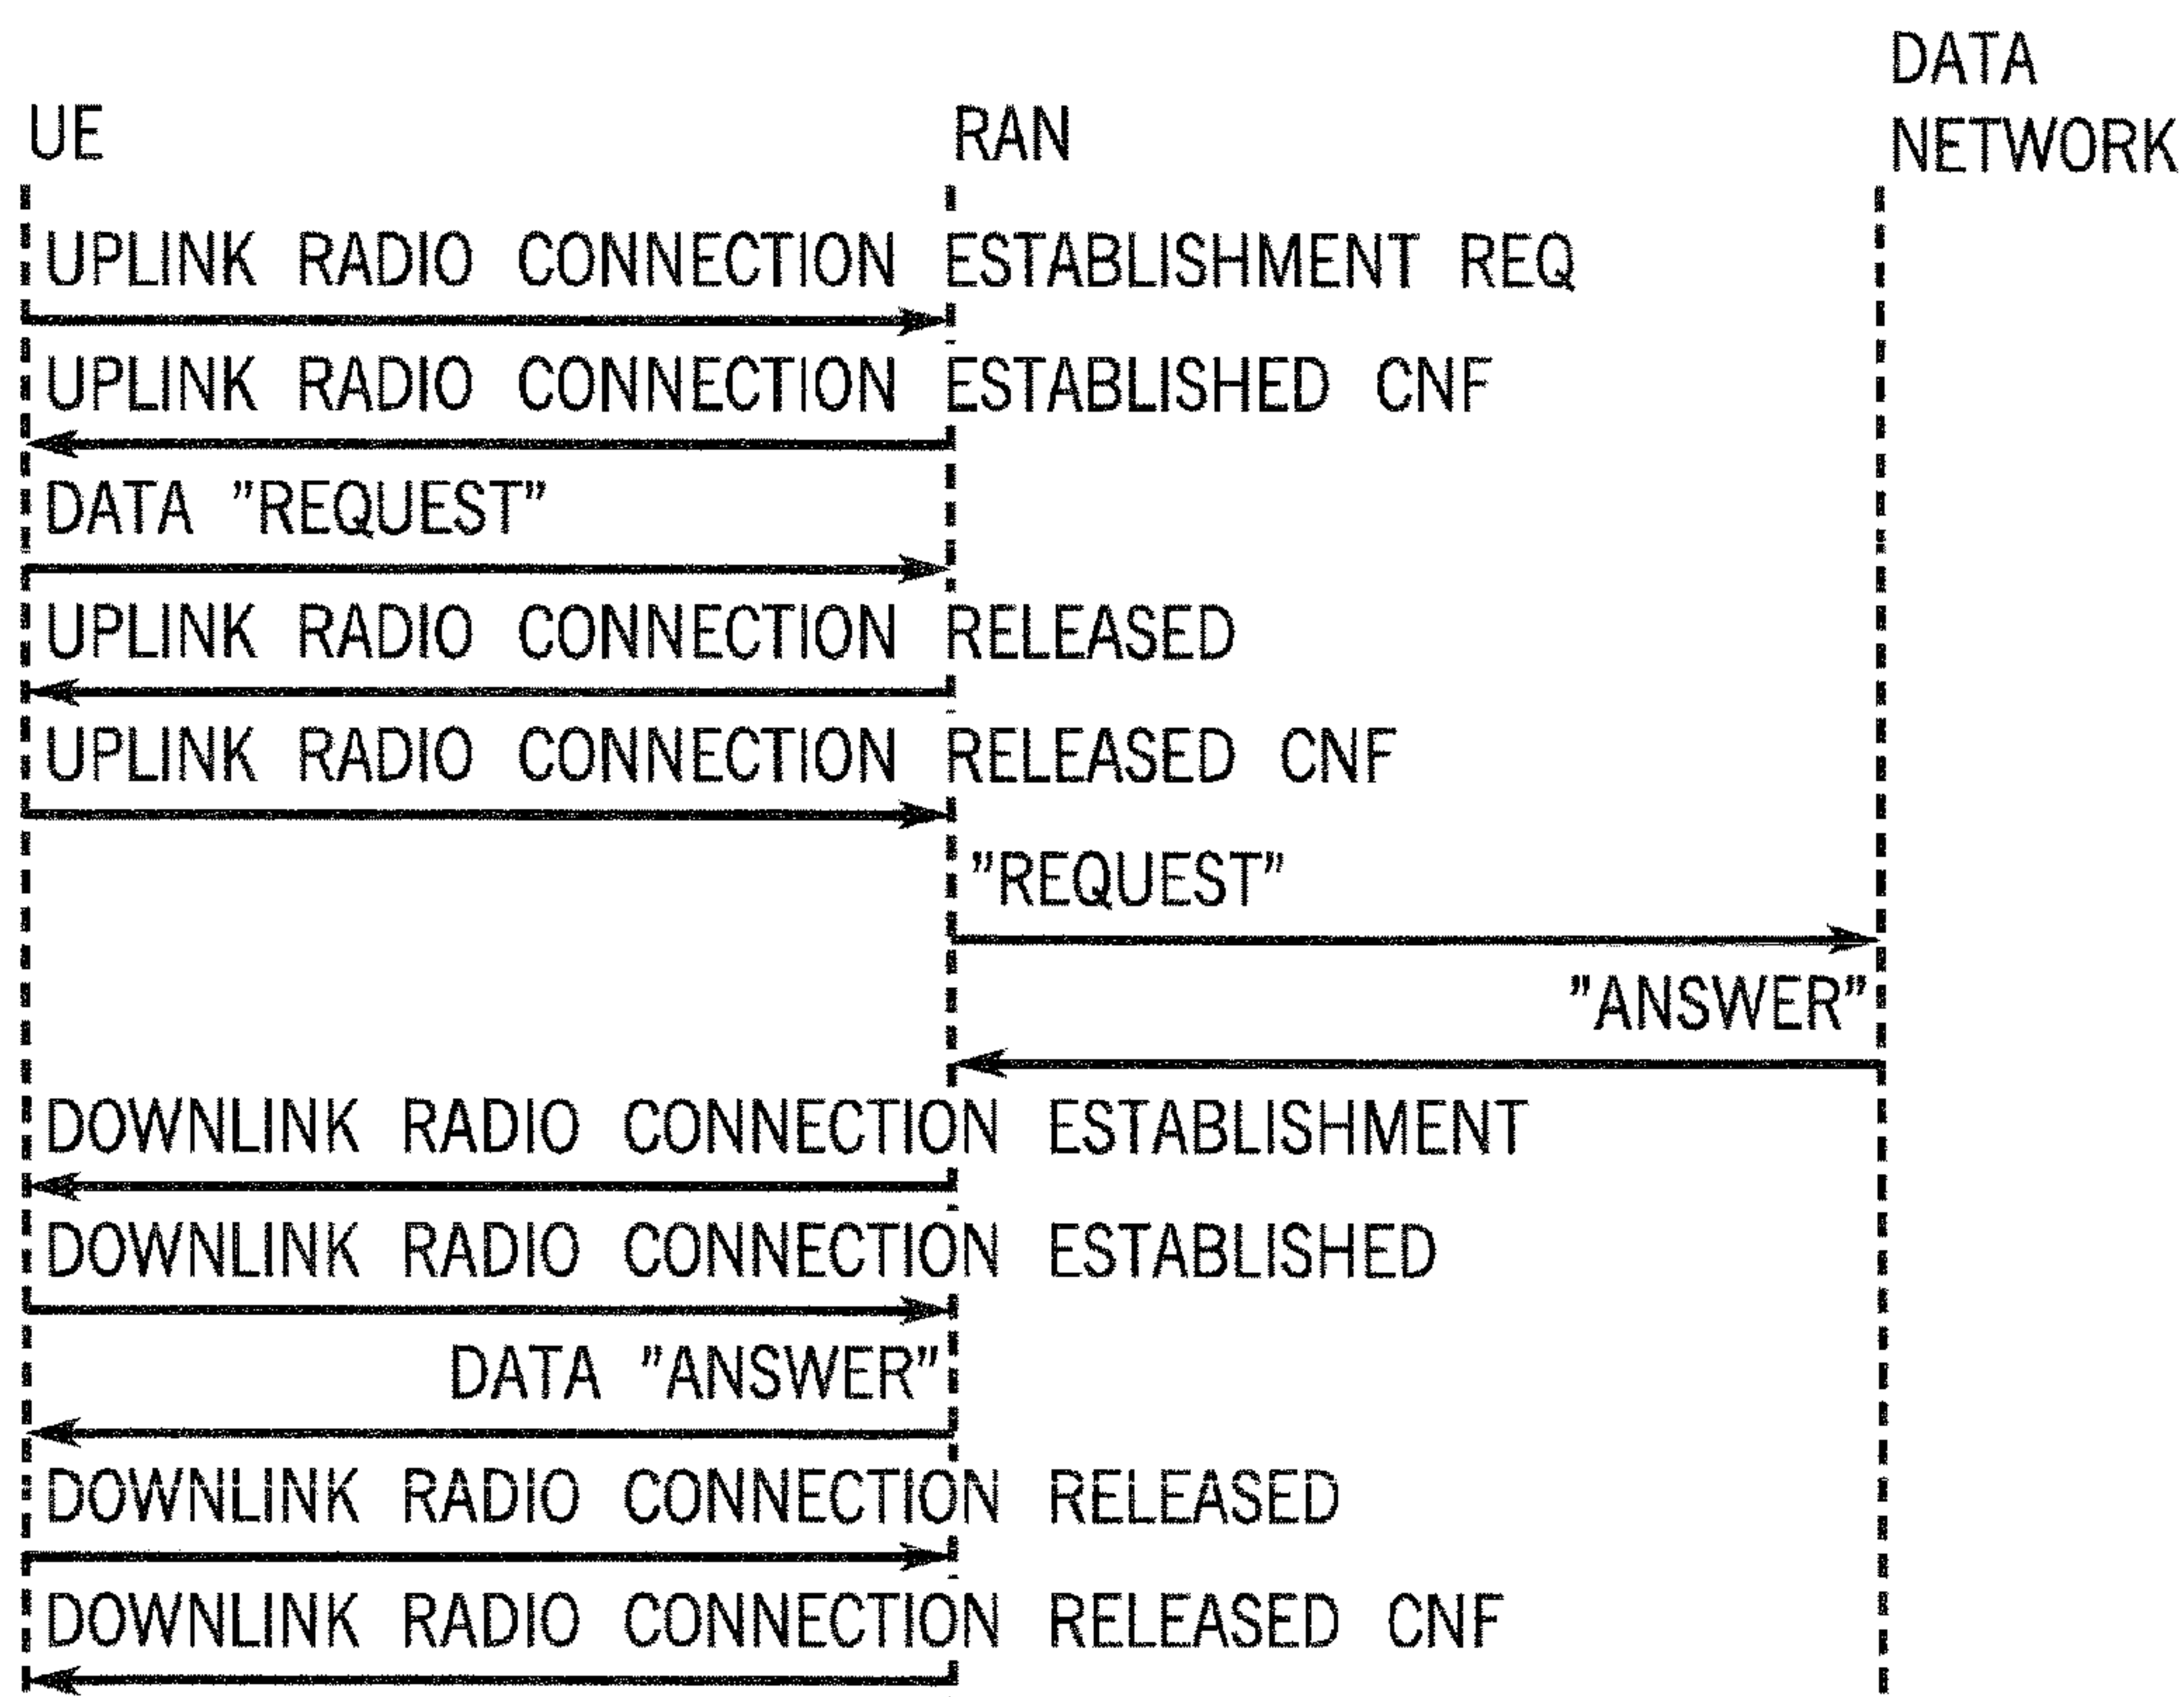 DATA
UE RAN NETWORK
UPLINK RADIO CONNECTION ESTABLISHMENT REQ
UPLINK RADIO CONNECTION ESTABLISHED CNF
DATA "REQUEST"
UPLINK RADIO CONNECTION RELEASED
UPLINK RADIO CONNECTION RELEASED CNF
"REQUEST"
"ANSWER"
DOWNLINK RADIO CONNECTION ESTABLISHMENT
DOWNLINK RADIO CONNECTION ESTABLISHED
DATA "ANSWER"
DOWNLINK RADIO CONNECTION RELEASED
DOWNLINK RADIO CONNECTION RELEASED CNF